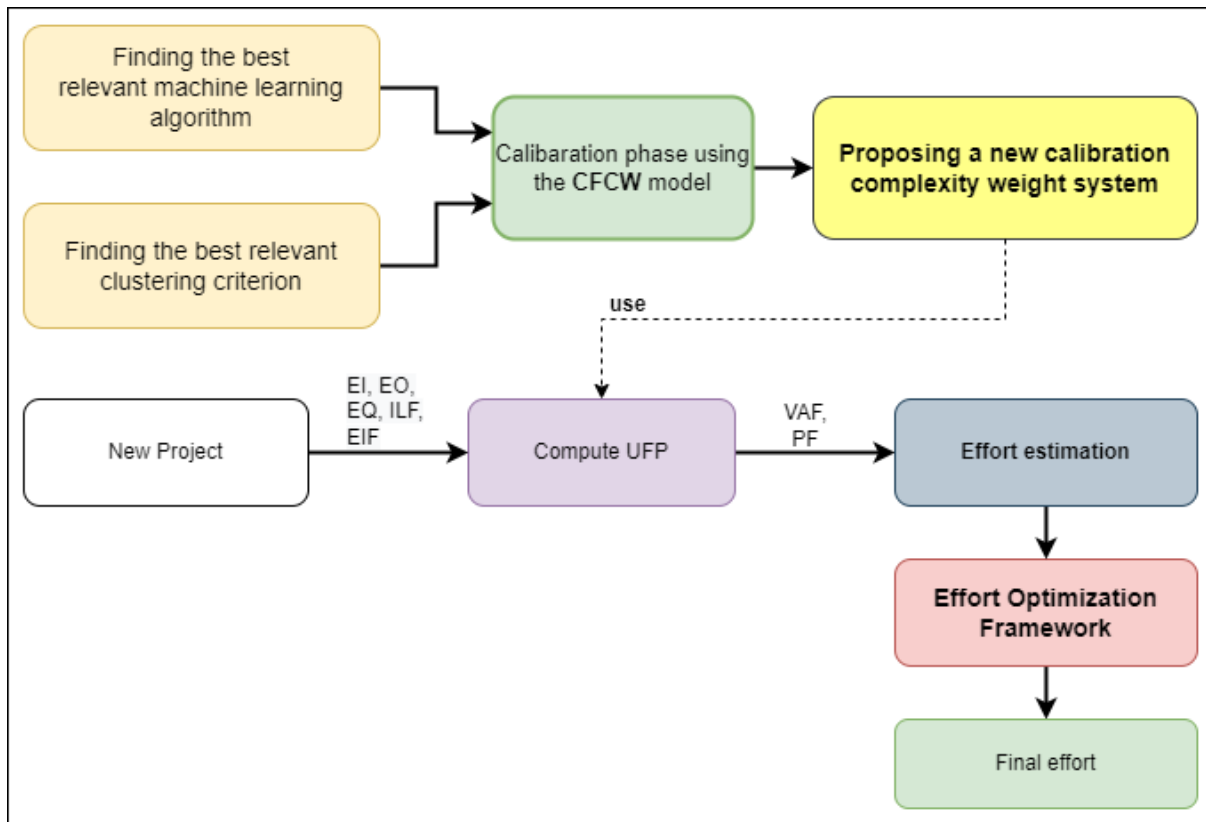 Finding the best
relevant machine learning
algorithm
Calibaration phase using
the CFCW model
Proposing a new calibration
complexity weight system
Finding the best relevant
clustering criterion
use
New Project
EI, EO,
EQ, ILF,
EIF
Compute UFP
VAF,
PF
Effort estimation
Effort Optimization
Framework
Final effort